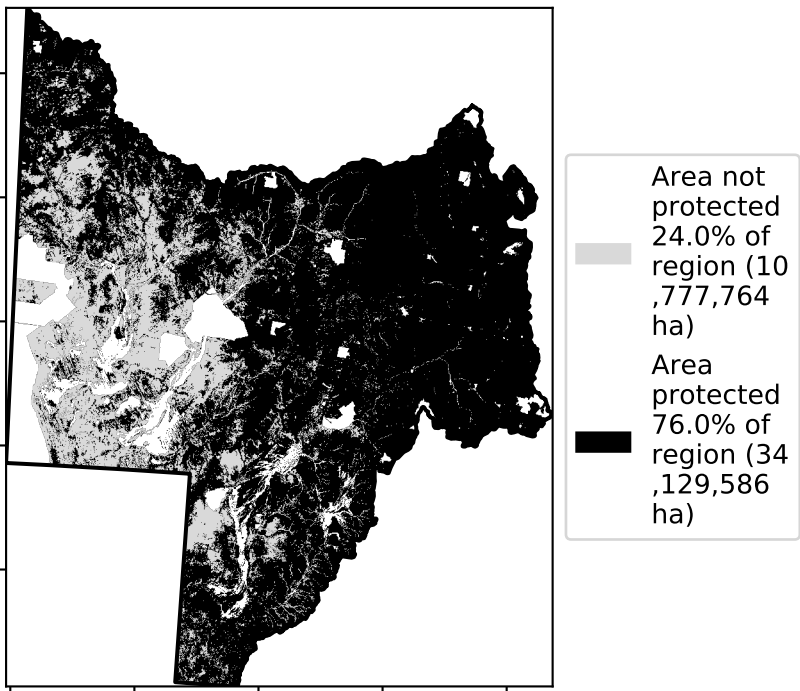 Area not
protected
24.0% of
region (10
,777,764
ha)
Area
protected
76.0% of
region (34
,129,586
ha)